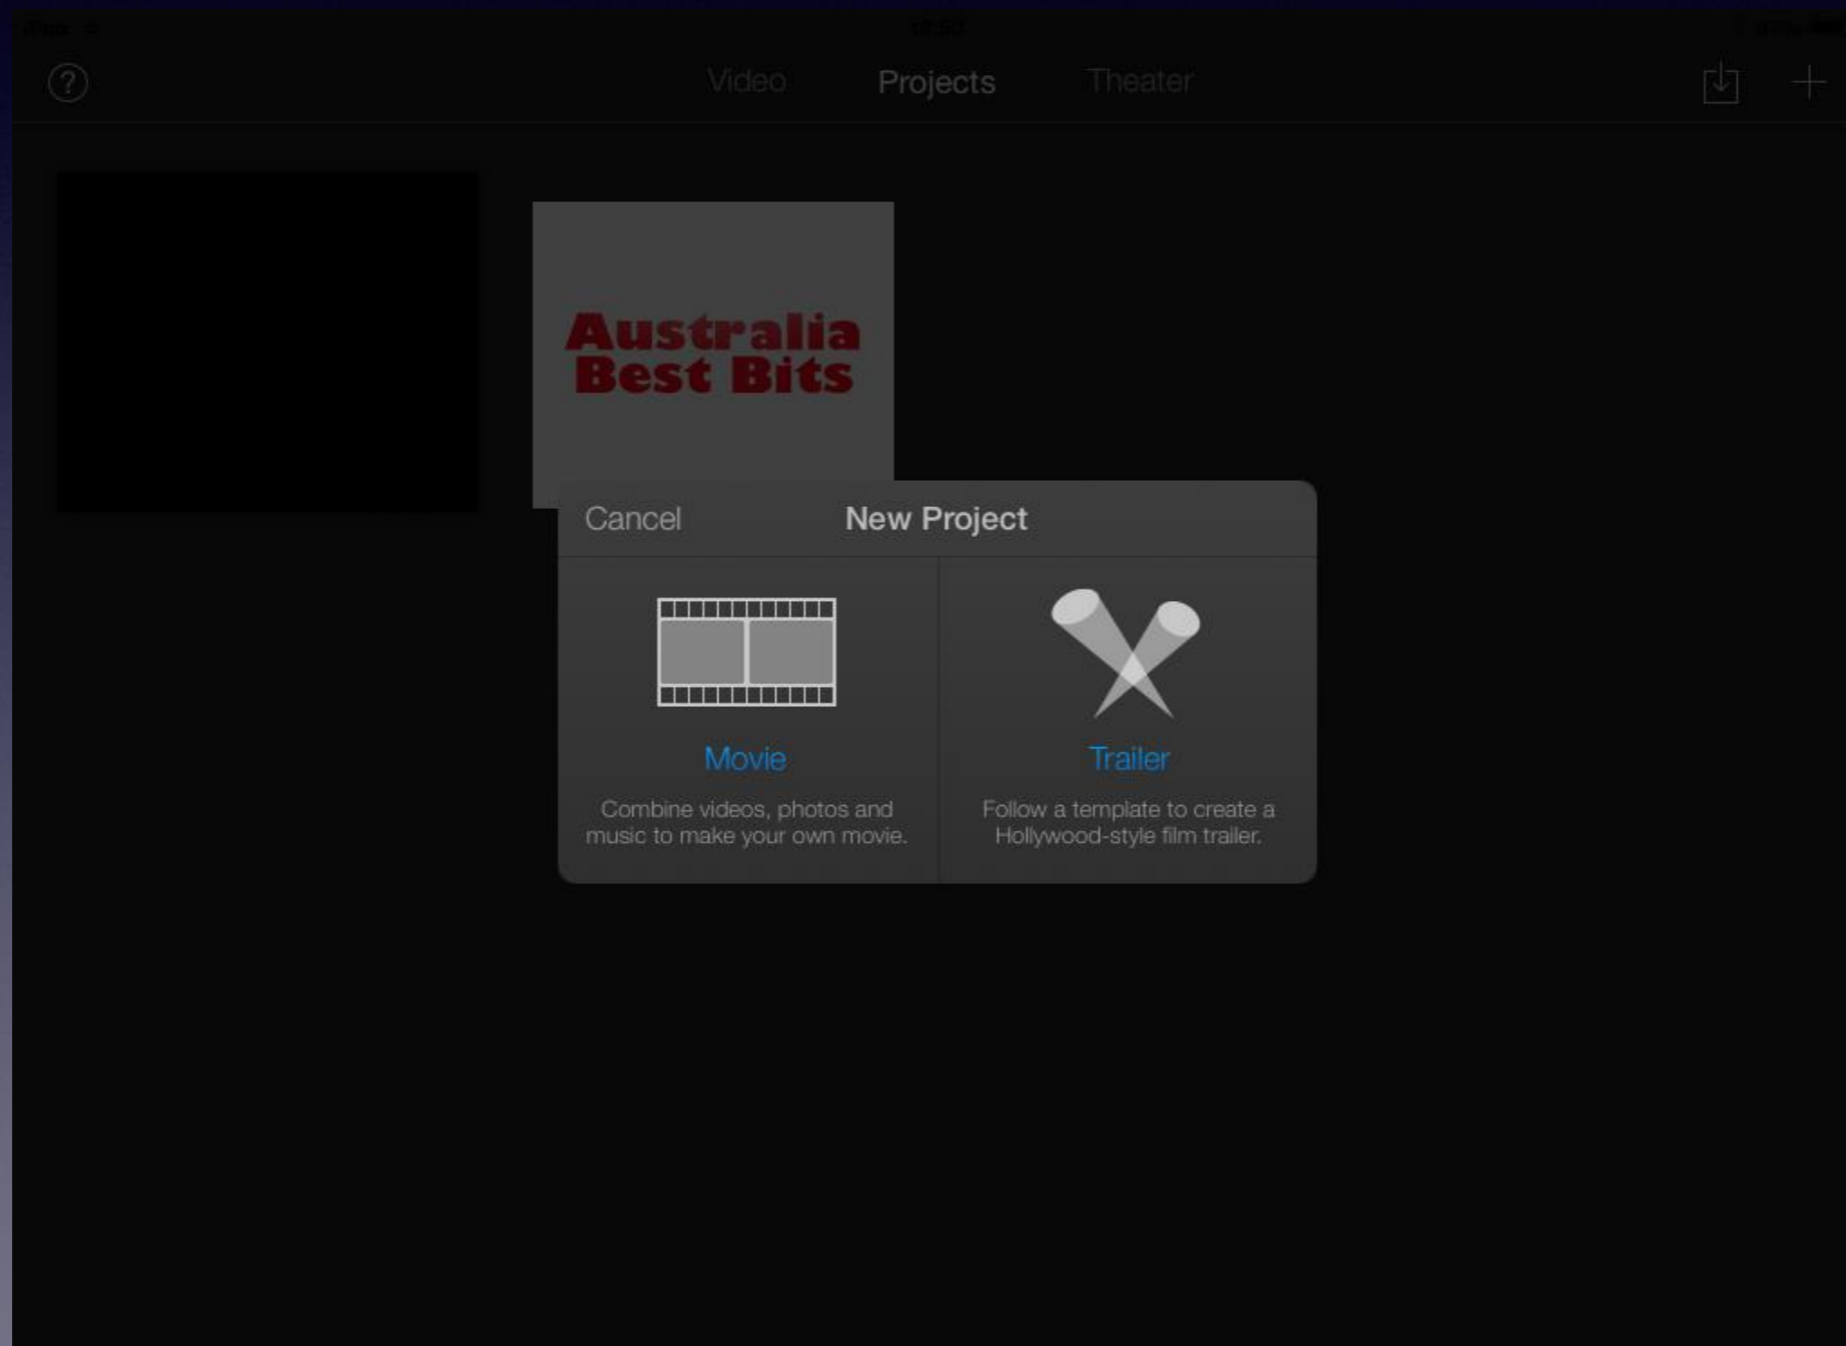 ?
Video Projects Theater
Australia
Best Bits
Cancel New Project
Movie Trailer
Combine videos, photos and
music to make your own movie.
Follow a template to create a
Hollywood-style film trailer.